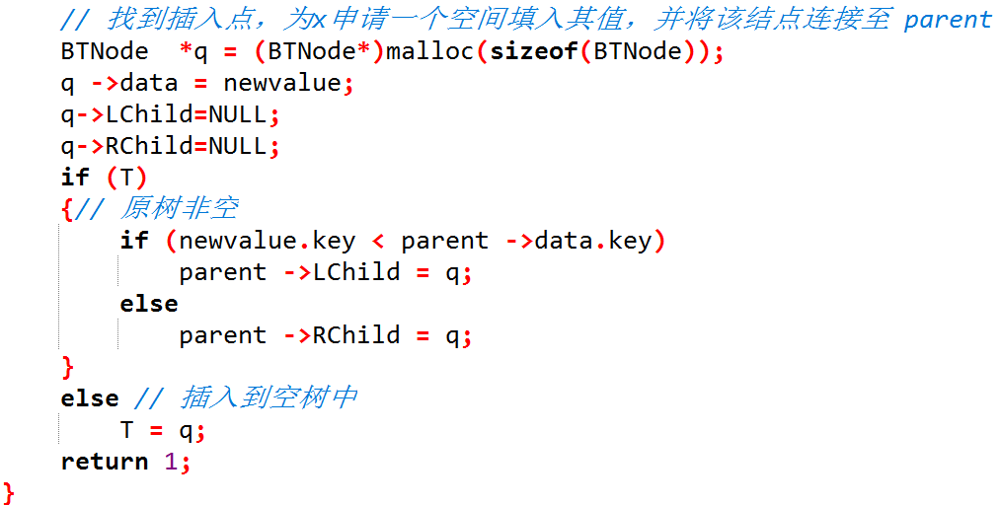 // 找到插入点，为x申请一个空间填入其值，并将该结点连接至 parent
BTNode  *q = (BTNode*)malloc(sizeof(BTNode));
q ->data = newvalue;
q->LChild=NULL;
q->RChild=NULL;
if (T)
{// 原树非空
    if (newvalue.key < parent ->data.key)
        parent ->LChild = q;
    else
        parent ->RChild = q;
}
else // 插入到空树中
    T = q;
return 1;
}